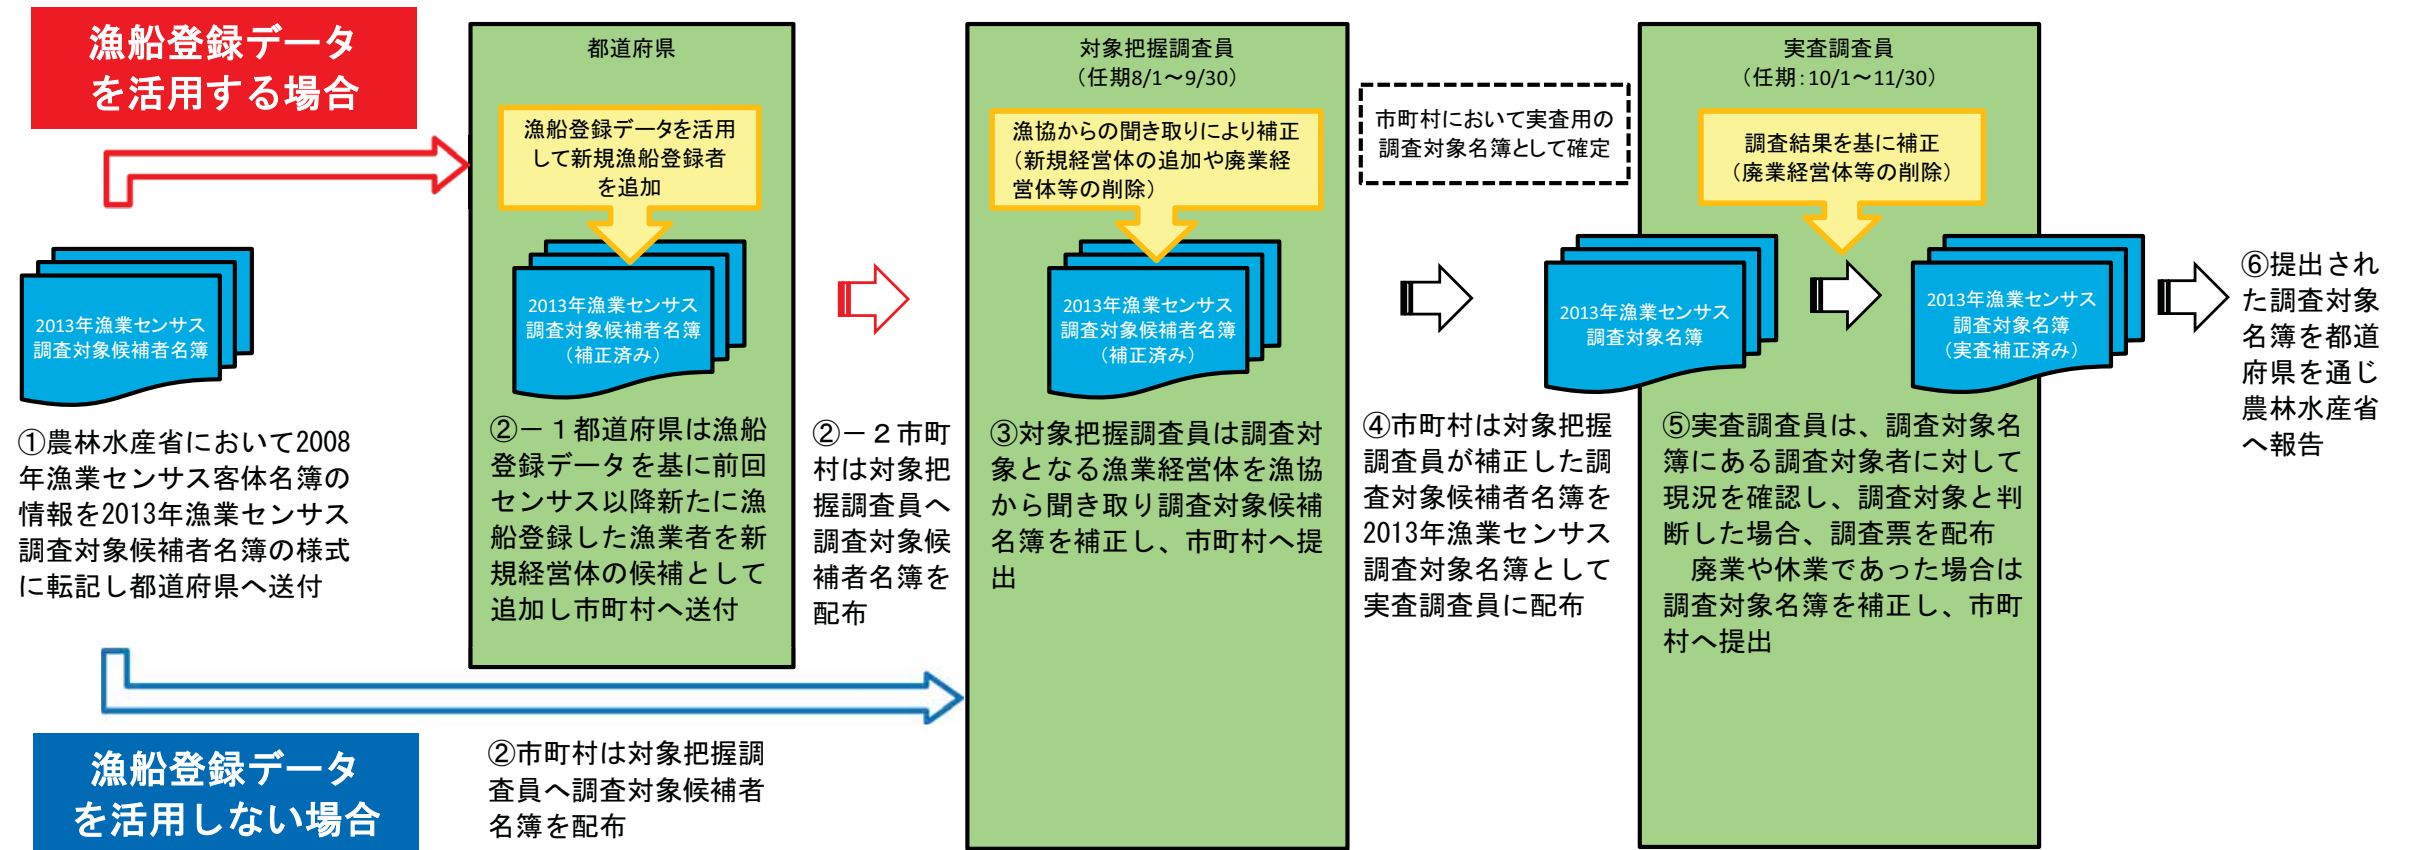 漁船登録データ
を活用する場合
2013年漁業センサス
調査対象候補者名簿
①農林水産省において2008
年漁業センサス客体名簿の
情報を2013年漁業センサス
調査対象候補者名簿の様式
に転記し都道府県へ送付
漁船登録データ
を活用しない場合
都道府県
漁船登録データを活用
して新規漁船登録者
を追加
2013年漁業センサス
調査対象候補者名簿
（補正済み）
②－１都道府県は漁船
登録データを基に前回
センサス以降新たに漁
船登録した漁業者を新
規経営体の候補として
追加し市町村へ送付
②市町村は対象把握調
査員へ調査対象候補者
名簿を配布
②－２市町
村は対象把
握調査員へ
調査対象候
補者名簿を
配布
対象把握調査員
（任期8/1～9/30）
漁協からの聞き取りにより補正
（新規経営体の追加や廃業経
営体等の削除）
2013年漁業センサス
調査対象候補者名簿
（補正済み）
③対象把握調査員は調査対
象となる漁業経営体を漁協
から聞き取り調査対象候補
名簿を補正し、市町村へ提
出
市町村において実査用の
調査対象名簿として確定
④市町村は対象把握
調査員が補正した調
査対象候補者名簿を
2013年漁業センサス
調査対象名簿として
実査調査員に配布
実査調査員
（任期：10/1～11/30）
調査結果を基に補正
（廃業経営体等の削除）
2013年漁業センサス
調査対象名簿
2013年漁業センサス
調査対象名簿
（実査補正済み）
⑤実査調査員は、調査対象名
簿にある調査対象者に対して
現況を確認し、調査対象と判
断した場合、調査票を配布
　廃業や休業であった場合は
調査対象名簿を補正し、市町
村へ提出
⑥提出され
た調査対象
名簿を都道
府県を通じ
農林水産省
へ報告